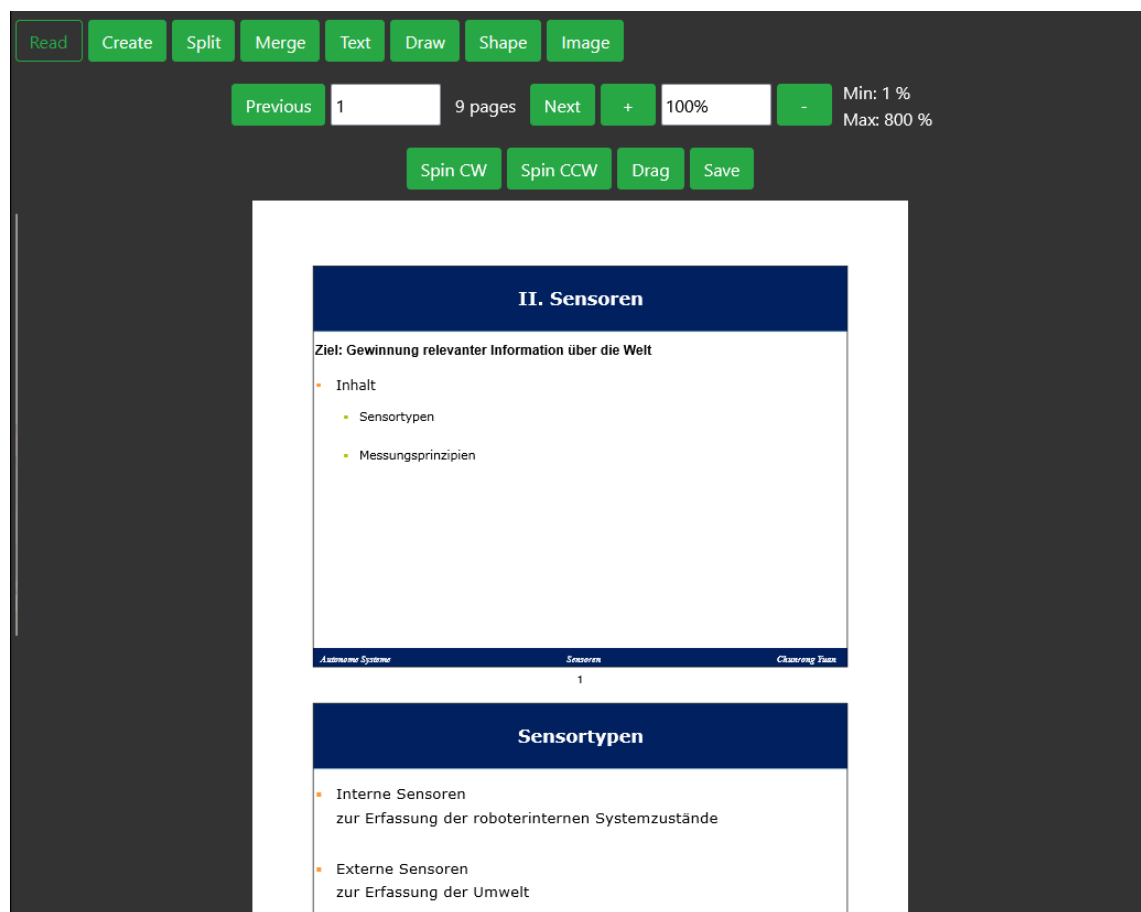 Read Create Split Merge Text Draw Shape Image
Previous 1 9 pages Next + 100% - Min: 1 %
Max: 800 %
Spin CW Spin CCW Drag Save
II. Sensoren
Ziel: Gewinnung relevanter Information über die Welt
Inhalt
Sensortypen
Messungsprinzipien
Autonome Systeme Sensoren Chunrong Yuan
1
Sensortypen
Interne Sensoren
zur Erfassung der roboterinternen Systemzustände
Externe Sensoren
zur Erfassung der Umwelt